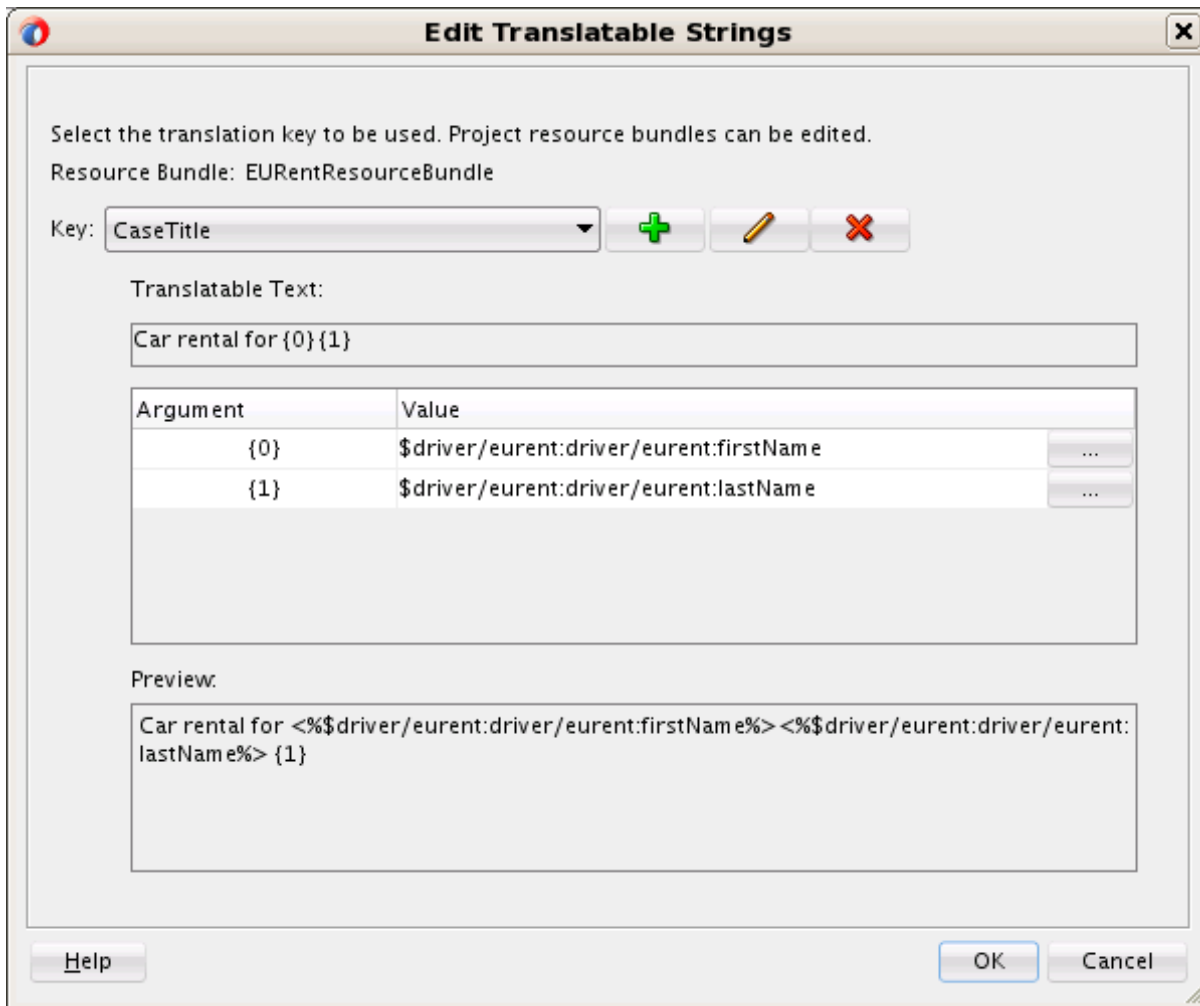 Edit Translatable Strings
Select the translation key to be used. Project resource bundles can be edited.
Resource Bundle: EURentResourceBundle
Key: CaseTitle
Translatable Text:
Car rental for {0} {1}
Argument Value
{0} $driver/eurent:driver/eurent:firstName ...
{1} $driver/eurent:driver/eurent:lastName ...
Preview:
Car rental for <%$driver/eurent:driver/eurent:firstName%> <%$driver/eurent:driver/eurent:
lastName%> {1}
Help OK Cancel